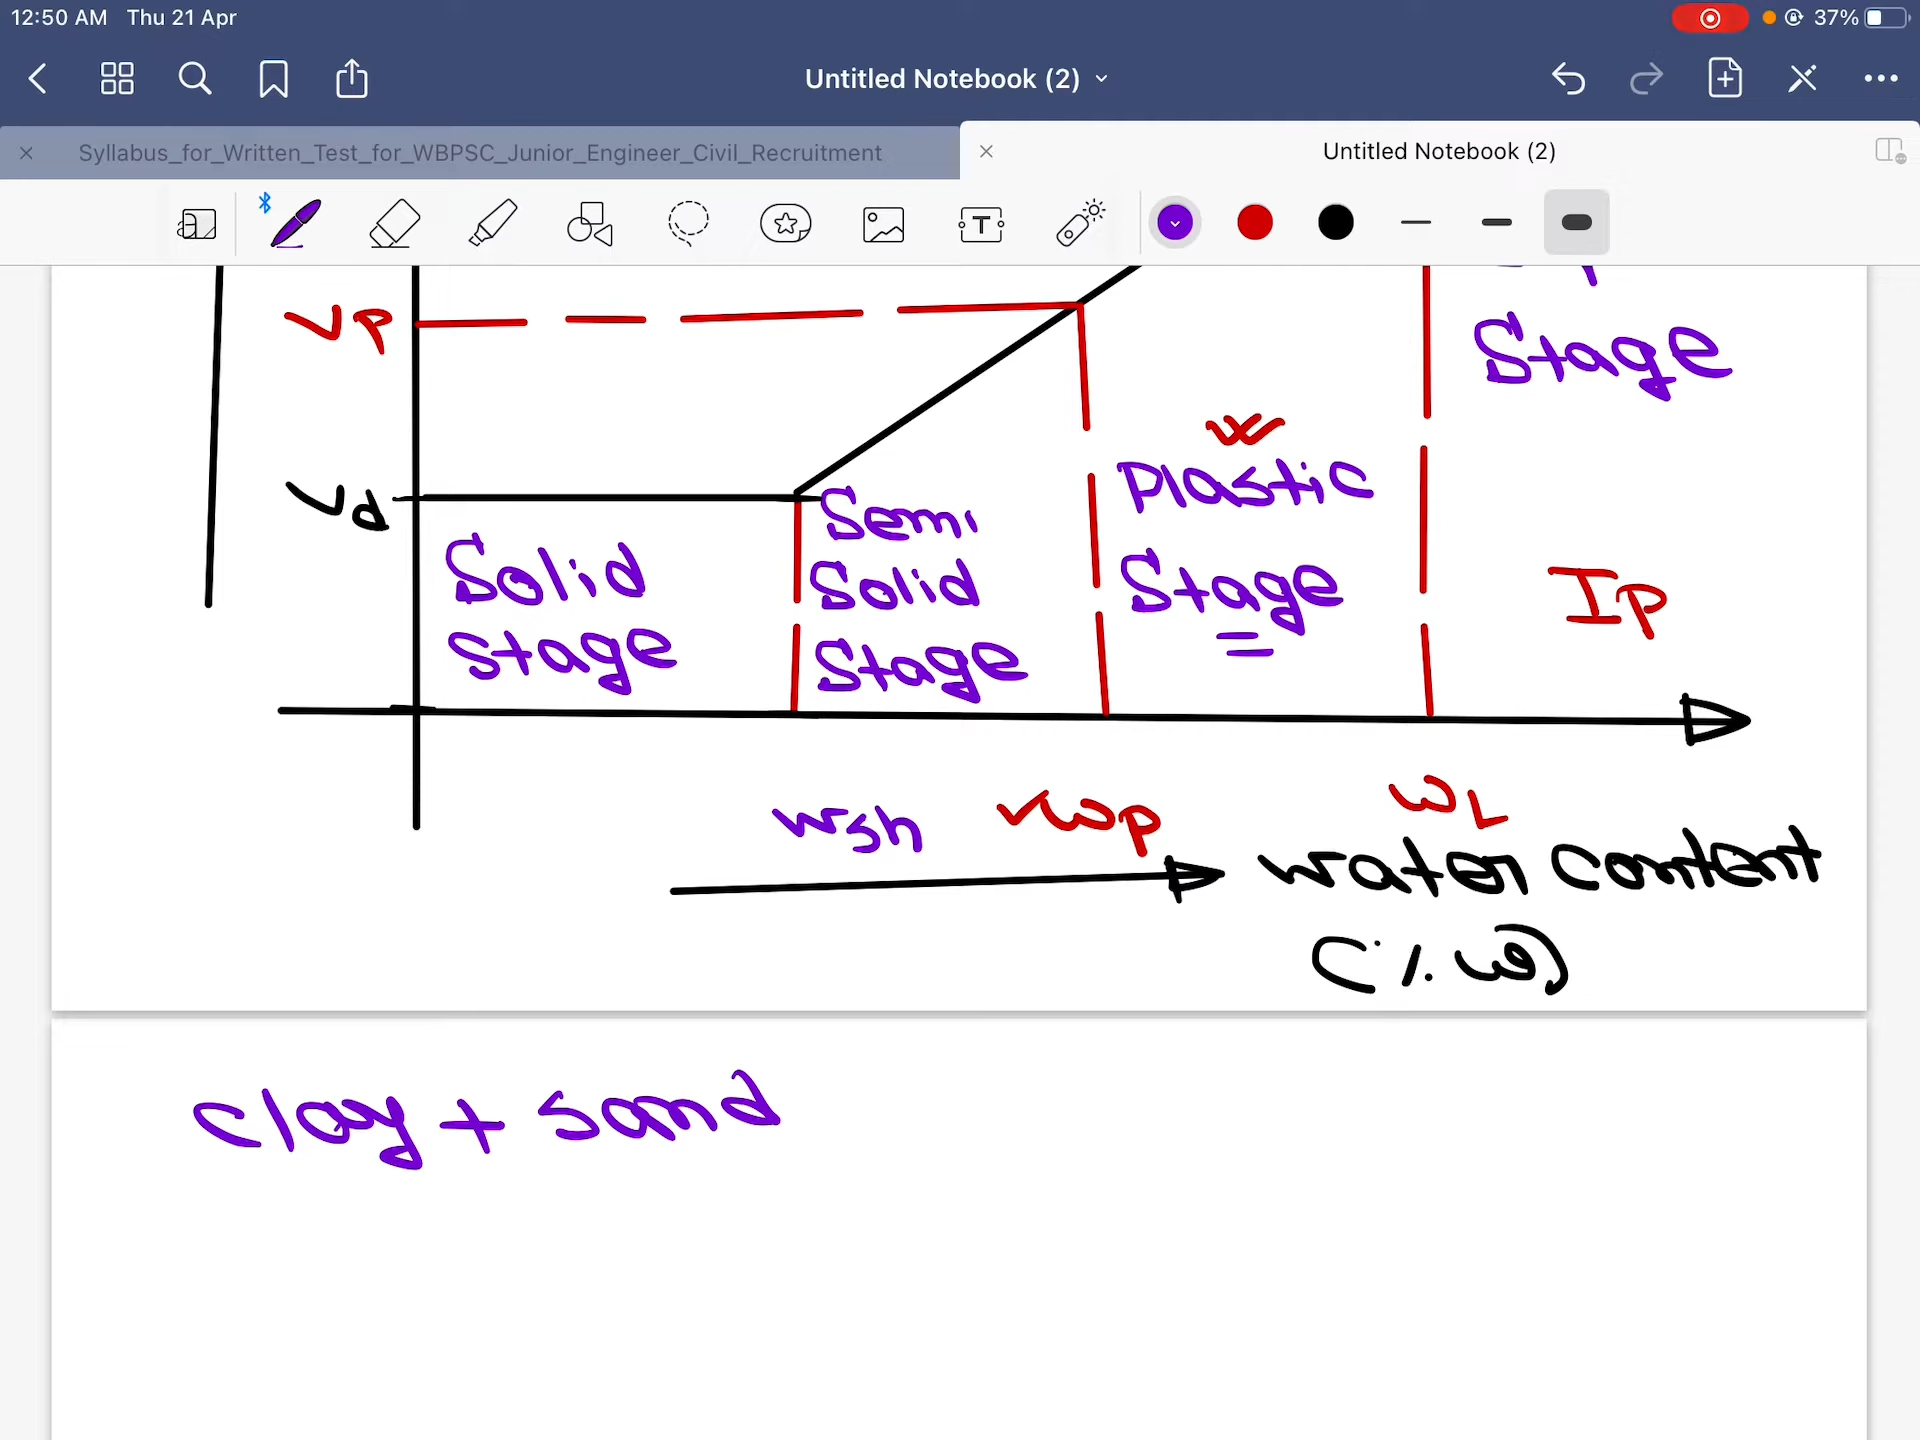 12:50 AM Thu 21 Apr
37%
Untitled Notebook (2)
Syllabus_for_Written_Test_for_WBPSC_Junior_Engineer_Civil_Recruitment
Untitled Notebook (2)
Vp
Stage
Plastic
Stage
Vd
Semi
Solid
Stage
Solid
stage
Ip
wsh
wp
wL
water content
(% w)
clay + sand